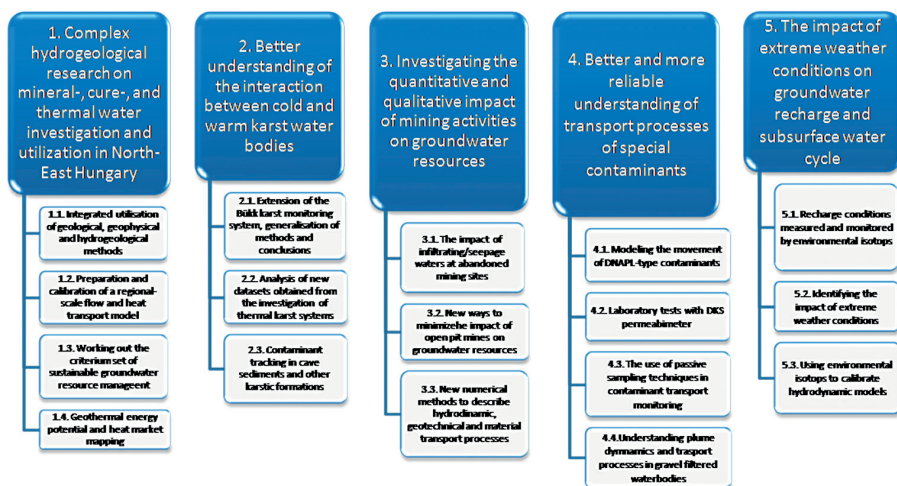 1. Complex
hydrogeological
research on
mineral-, cure-, and
thermal water
investigation and
utilization in North-
East Hungary
1.1. Integrated utilisation
of geological, geophysical
and hydrogeological
methods
1.2. Preparation and
calibration of a regional-
scale flow and heat
transport model
1.3. Working out the
criterium set of
sustainable groundwater
resource manageent
1.4. Geothermal energy
potential and heat market
mapping
2. Better
understanding of
the interaction
between cold and
warm karst water
bodies
2.1. Extension of the
Bükk karst monitoring
system, generalisation of
methods and
conclusions
2.2. Analysis of new
datasets obtained from
the investigation of
thermal karst systems
2.3. Contaminant
tracking in cave
sediments and other
karstic formations
3. Investigating the
quantitative and
qualitative impact
of mining activities
on groundwater
resources
3.1. The impact of
infiltrating/seepage
waters at abandoned
mining sites
3.2. New ways to
minimizehe impact of
open pit mines on
groundwater resources
3.3. New numerical
methods to describe
hydrodinamic,
geotechnical and material
transport processes
4. Better and more
reliable
understanding of
transport processes
of special
contaminants
4.1. Modeling the movement
of DNAPL-type contaminants
4.2. Laboratory tests with DKS
permeabimeter
4.3. The use of passive
sampling techniques in
contaminant transport
monitoring
4.4.Understanding plume
dymnamics and trasport
processes in gravel filtered
waterbodies
5. The impact of
extreme weather
conditions on
groundwater
recharge and
subsurface water
cycle
5.1. Recharge conditions
measured and monitored
by environmental isotops
5.2. Identifying the
impact of extreme
weather conditions
5.3. Using environmental
isotops to calibrate
hydrodynamic models